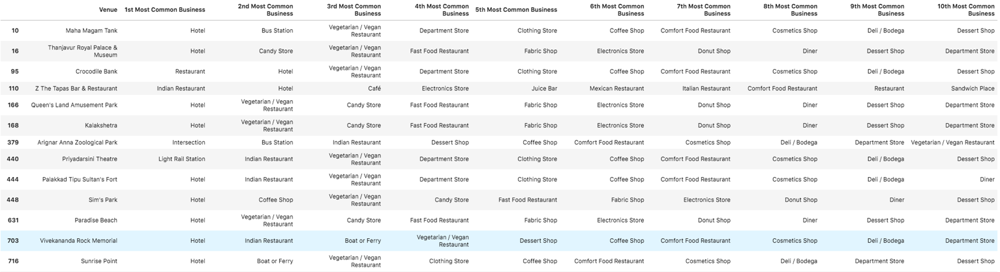 Venue 1st Most Common Business 2nd Most Common Business 3rd Most Common Business 4th Most Common Business 5th Most Common Business 6th Most Common Business 7th Most Common Business 8th Most Common Business 9th Most Common Business 10th Most Common Business
10 Maha Magam Tank Hotel Bus Station Vegetarian / Vegan Restaurant Department Store Clothing Store Coffee Shop Comfort Food Restaurant Cosmetics Shop Deli / Bodega Dessert Shop
16 Thanjavur Royal Palace & Museum Hotel Candy Store Vegetarian / Vegan Restaurant Fast Food Restaurant Fabric Shop Electronics Store Donut Shop Diner Dessert Shop Department Store
95 Crocodile Bank Restaurant Hotel Vegetarian / Vegan Restaurant Department Store Clothing Store Coffee Shop Comfort Food Restaurant Cosmetics Shop Deli / Bodega Dessert Shop
110 Z The Tapas Bar & Restaurant Indian Restaurant Hotel Café Electronics Store Juice Bar Mexican Restaurant Italian Restaurant Comfort Food Restaurant Restaurant Sandwich Place
166 Queen's Land Amusement Park Hotel Vegetarian / Vegan Restaurant Candy Store Fast Food Restaurant Fabric Shop Electronics Store Donut Shop Diner Dessert Shop Department Store
168 Kalakshetra Hotel Vegetarian / Vegan Restaurant Candy Store Fast Food Restaurant Fabric Shop Electronics Store Donut Shop Diner Dessert Shop Department Store
379 Arignar Anna Zoological Park Intersection Bus Station Indian Restaurant Dessert Shop Coffee Shop Comfort Food Restaurant Cosmetics Shop Deli / Bodega Department Store Vegetarian / Vegan Restaurant
440 Priyadarsini Theatre Light Rail Station Indian Restaurant Vegetarian / Vegan Restaurant Department Store Clothing Store Coffee Shop Comfort Food Restaurant Cosmetics Shop Deli / Bodega Dessert Shop
444 Palakkad Tipu Sultan's Fort Hotel Indian Restaurant Vegetarian / Vegan Restaurant Department Store Clothing Store Coffee Shop Comfort Food Restaurant Cosmetics Shop Deli / Bodega Diner
448 Sim's Park Hotel Coffee Shop Vegetarian / Vegan Restaurant Candy Store Fast Food Restaurant Fabric Shop Electronics Store Donut Shop Diner Dessert Shop
631 Paradise Beach Hotel Vegetarian / Vegan Restaurant Candy Store Fast Food Restaurant Fabric Shop Electronics Store Donut Shop Diner Dessert Shop Department Store
703 Vivekananda Rock Memorial Hotel Indian Restaurant Boat or Ferry Vegetarian / Vegan Restaurant Dessert Shop Coffee Shop Comfort Food Restaurant Cosmetics Shop Deli / Bodega Department Store
716 Sunrise Point Hotel Boat or Ferry Vegetarian / Vegan Restaurant Clothing Store Coffee Shop Comfort Food Restaurant Cosmetics Shop Deli / Bodega Department Store Dessert Shop